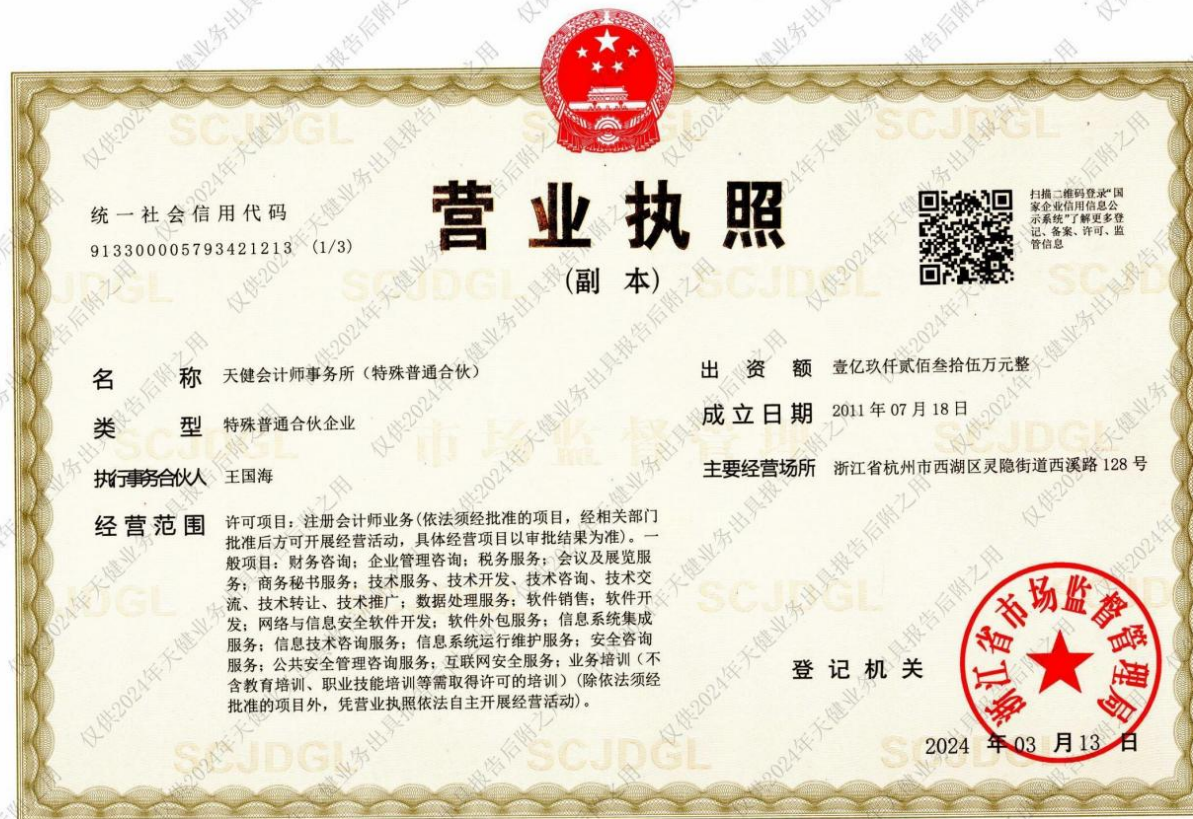 统一社会信用代码
913300005793421213 (1/3)
营业执照
(副 本)
扫描二维码登录“国
家企业信用信息公
示系统”了解更多登
记、备案、许可、监
管信息
名 称 天健会计师事务所（特殊普通合伙）
类 型 特殊普通合伙企业
执行事务合伙人 王国海
经营范围 许可项目：注册会计师业务(依法须经批准的项目，经相关部门
批准后方可开展经营活动，具体经营项目以审批结果为准)。一
般项目：财务咨询；企业管理咨询；税务服务；会议及展览服
务；商务秘书服务；技术服务、技术开发、技术咨询、技术交
流、技术转让、技术推广；数据处理服务；软件销售；软件开
发；网络与信息安全软件开发；软件外包服务；信息系统集成
服务；信息技术咨询服务；信息系统运行维护服务；安全咨询
服务；公共安全管理咨询服务；互联网安全服务；业务培训（不
含教育培训、职业技能培训等需取得许可的培训）(除依法须经
批准的项目外，凭营业执照依法自主开展经营活动)。
出 资 额 壹亿玖仟贰佰叁拾伍万元整
成立日期 2011年07月18日
主要经营场所 浙江省杭州市西湖区灵隐街道西溪路128号
登记机关
浙江省市场监督管理局
2024 年 03 月 13 日
仅供2024年天健业务出具报告后附之用
SCJDGL
市场监督管理